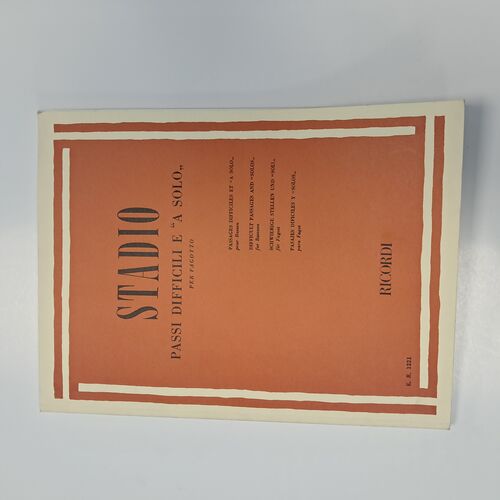 STADIO
PASSI DIFFICILI E “A SOLO„
PER FAGOTTO
PASSAGES DIFFICILES ET “A SOLO„
pour Basson
DIFFICULT PASSAGES AND «SOLOS»
for Bassoon
SCHWIERIGE STELLEN UND «SOLI»
für Fagott
PASAJES DIFICILES Y «SOLOS»
para Fagot
RICORDI
E. R. 1221